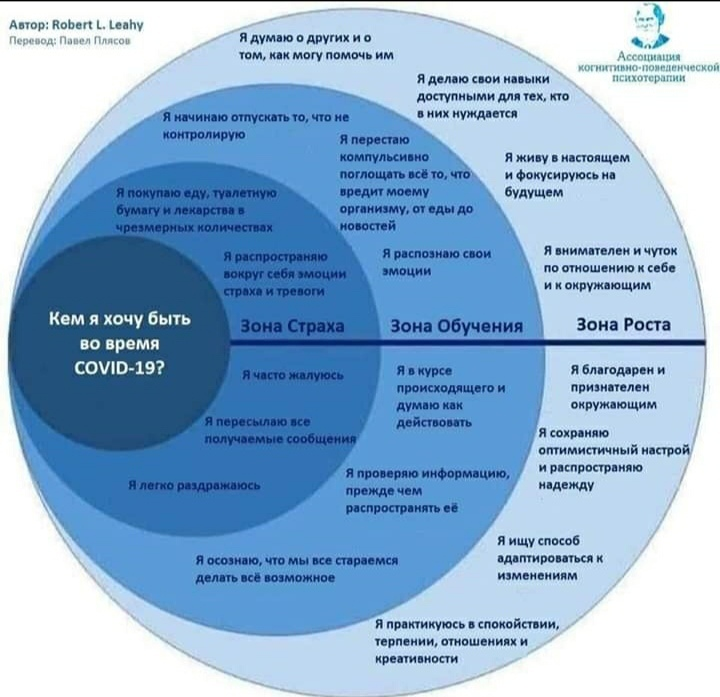 Автор: Robert L. Leahy
Перевод: Павел Плясов
Ассоциация
когнитивно-поведенческой
психотерапии
Я думаю о других и о
том, как могу помочь им
Я делаю свои навыки
доступными для тех, кто
в них нуждается
Я начинаю отпускать то, что не
контролирую
Я перестаю
компульсивно
поглощать всё то, что
вредит моему
организму, от еды до
новостей
Я живу в настоящем
и фокусируюсь на
будущем
Я покупаю еду, туалетную
бумагу и лекарства в
чрезмерных количествах
Я распространяю
вокруг себя эмоции
страха и тревоги
Я распознаю свои
эмоции
Я внимателен и чуток
по отношению к себе
и к окружающим
Кем я хочу быть
во время
COVID-19?
Зона Страха
Зона Обучения
Зона Роста
Я часто жалуюсь
Я в курсе
происходящего и
думаю как
действовать
Я благодарен и
признателен
окружающим
Я пересылаю все
получаемые сообщения
Я сохраняю
оптимистичный настрой
и распространяю
надежду
Я легко раздражаюсь
Я проверяю информацию,
прежде чем
распространять её
Я осознаю, что мы все стараемся
делать всё возможное
Я ищу способ
адаптироваться к
изменениям
Я практикуюсь в спокойствии,
терпении, отношениях и
креативности